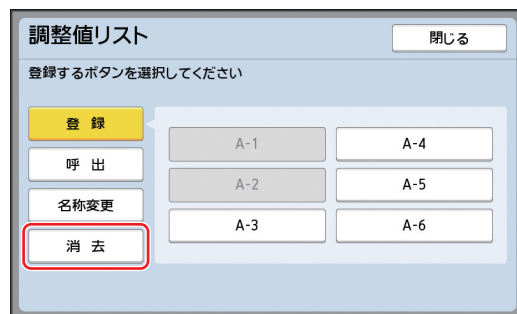 調整値リスト 閉じる
登録するボタンを選択してください
登 録
呼 出
名称変更
消 去
A-1 A-4
A-2 A-5
A-3 A-6